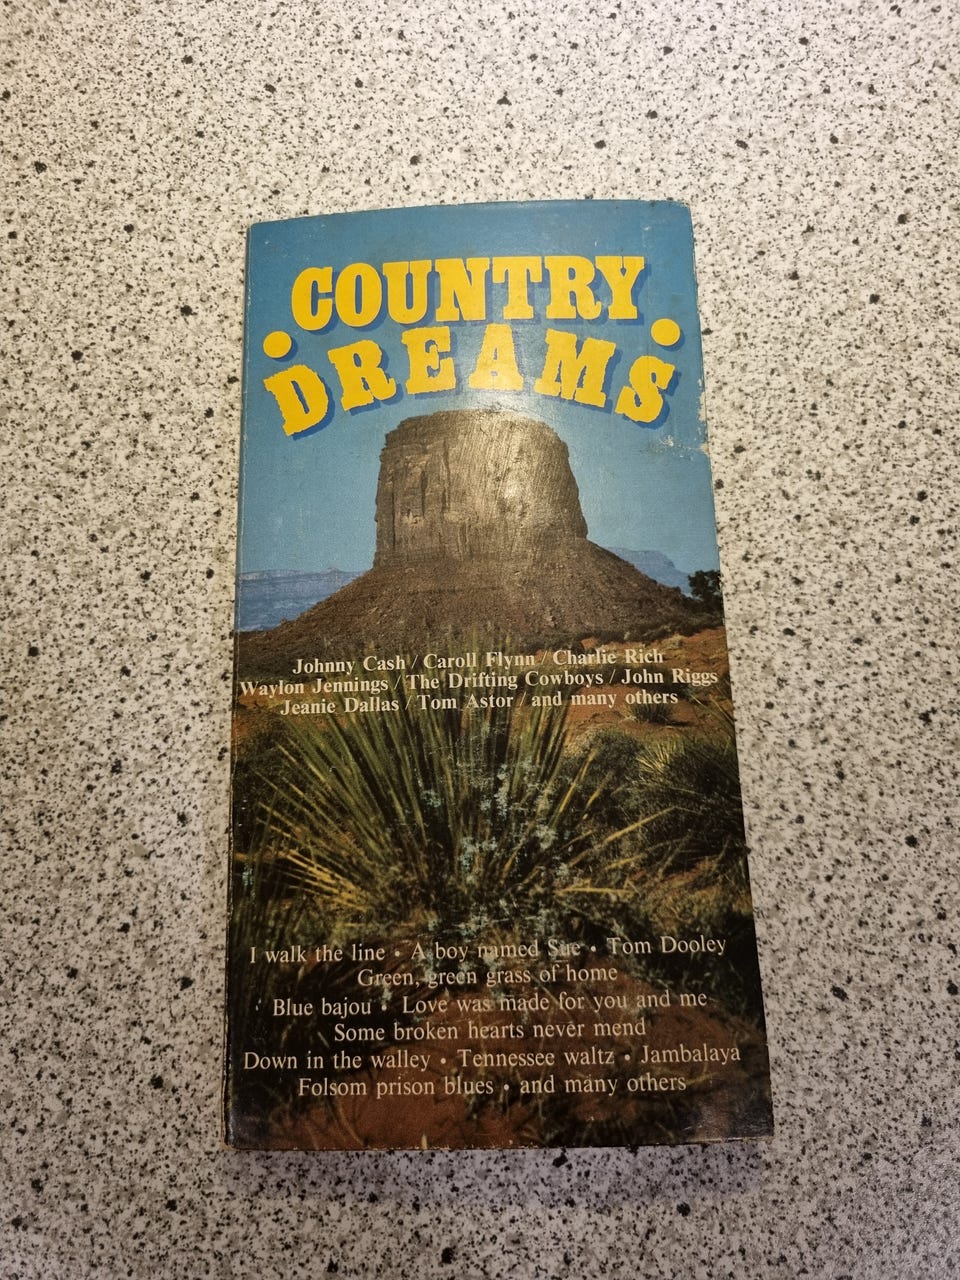 COUNTRY
• DREAMS •
Johnny Cash / Caroll Flynn / Charlie Rich
Waylon Jennings / The Drifting Cowboys / John Riggs
Jeanie Dallas / Tom Astor / and many others
I walk the line • A boy named Sue • Tom Dooley
Green, green grass of home
Blue bajou • Love was made for you and me
Some broken hearts never mend
Down in the walley • Tennessee waltz • Jambalaya
Folsom prison blues • and many others